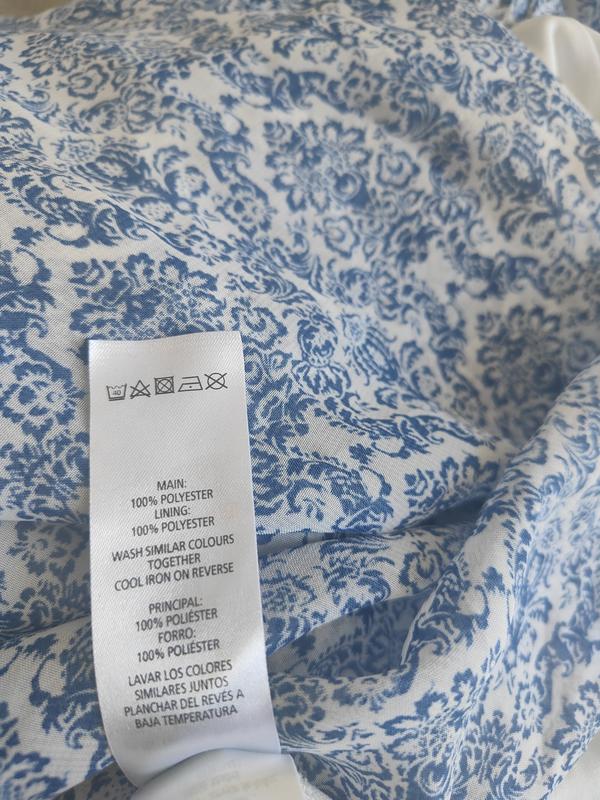 40
MAIN:
100% POLYESTER
LINING:
100% POLYESTER
WASH SIMILAR COLOURS
TOGETHER
COOL IRON ON REVERSE
PRINCIPAL:
100% POLIÉSTER
FORRO:
100% POLIÉSTER
LAVAR LOS COLORES
SIMILARES JUNTOS
PLANCHAR DEL REVÉS A
BAJA TEMPERATURA